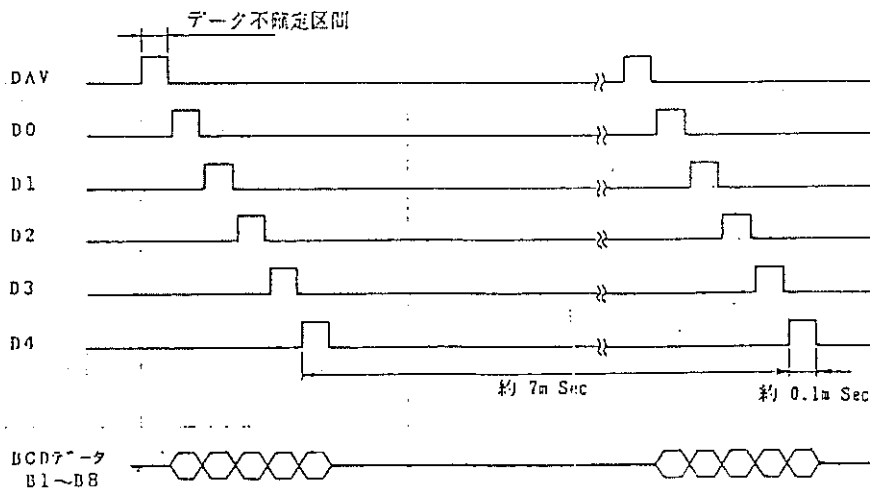 データ不確定区間
DAV
D0
D1
D2
D3
D4
約 7m Sec
約 0.1m Sec
BCDデータ
B1〜B8